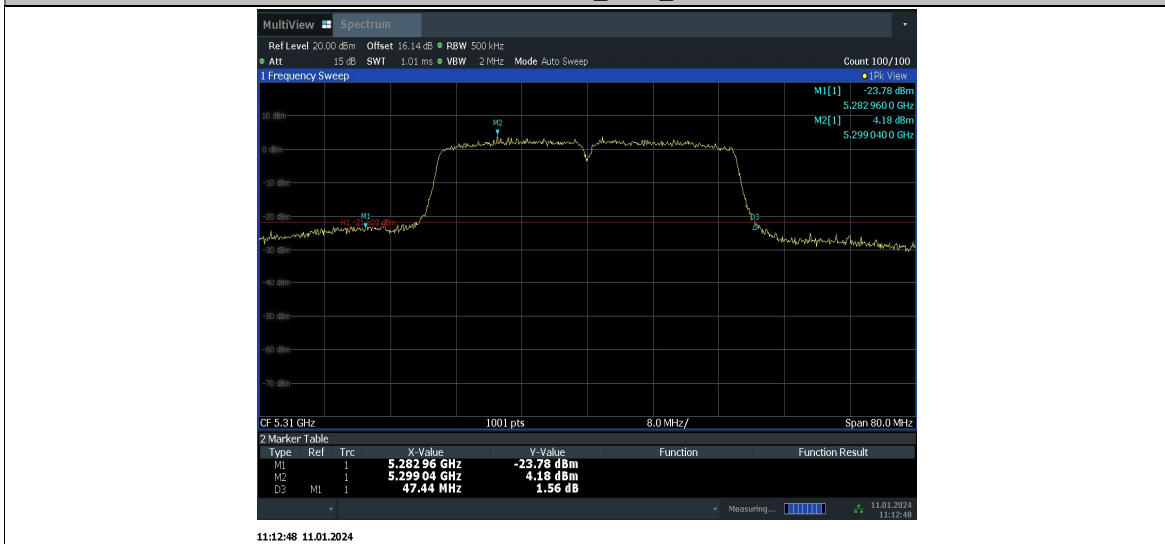 MultiView Spectrum
Ref Level 20.00 dBm Offset 16.14 dB RBW 500 kHz
Att 15 dB SWT 1.01 ms VBW 2 MHz Mode Auto Sweep Count 100/100
1 Frequency Sweep 1Pk View
M1[1] -23.78 dBm
5.282 960 0 GHz
M2[1] 4.18 dBm
5.299 040 0 GHz
10 dBm
M2
0 dBm
-10 dBm
-20 dBm
M1
D3
-30 dBm
-40 dBm
-50 dBm
-60 dBm
-70 dBm
CF 5.31 GHz 1001 pts 8.0 MHz/ Span 80.0 MHz
2 Marker Table
Type Ref Trc X-Value Y-Value Function Function Result
M1 1 5.282 96 GHz -23.78 dBm
M2 1 5.299 04 GHz 4.18 dBm
D3 M1 1 47.44 MHz 1.56 dB
Measuring... 11.01.2024
11:12:48
11:12:48 11.01.2024